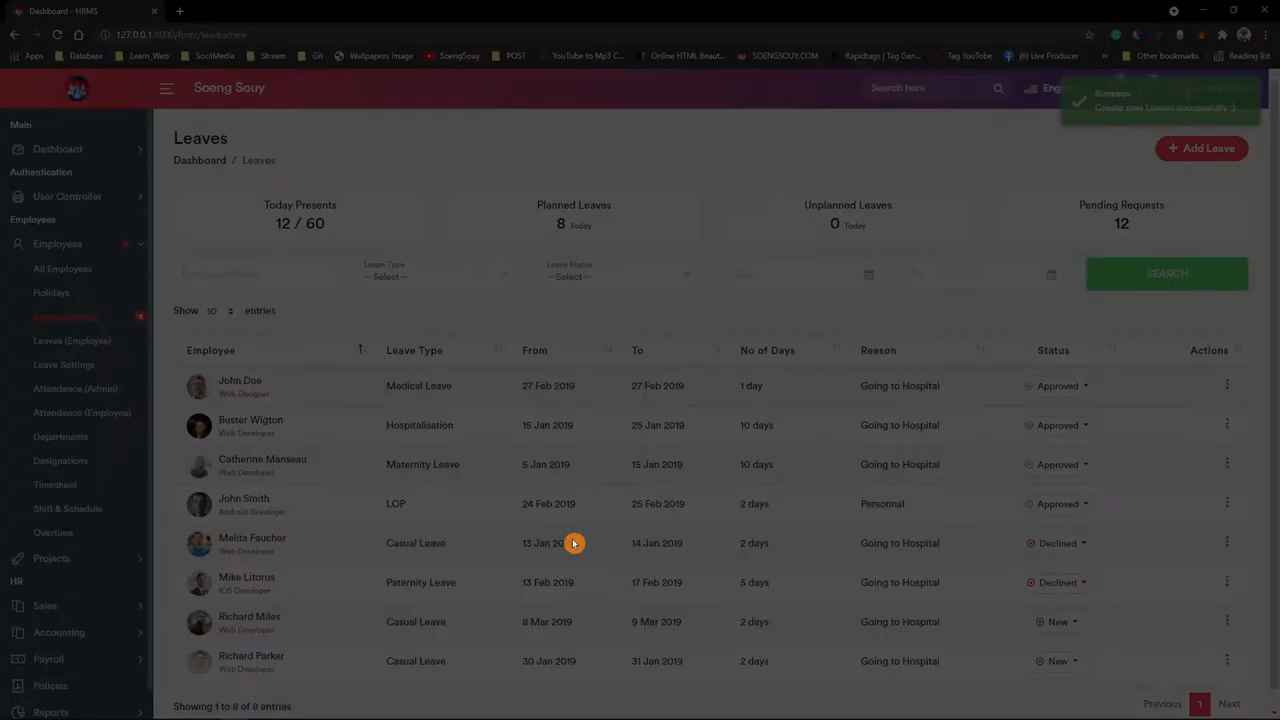 Dashboard - HRMS
127.0.0.1:8000/form/leaves/new
Apps Database Learn_Web SocilMedia Stream Git Wallpapers Image SoengSouy POST YouTube to Mp3 C... Online HTML Beaut... SOENGSOUY.COM Rapidtags | Tag Gen... Tag YouTube (6) Live Producer » Other bookmarks Reading list
Soeng Souy
Search here
Eng
Success
Create new Leaves successfully :)
Main
Dashboard
Authentication
User Controller
Employees
Employees
All Employees
Holidays
1
Leaves (Employee)
Leave Settings
Attendance (Admin)
Attendance (Employee)
Departments
Designations
Timesheet
Shift & Schedule
Overtime
Projects
HR
Sales
Accounting
Payroll
Policies
Reports
Leaves
Dashboard / Leaves
+ Add Leave
Today Presents
12 / 60
Planned Leaves
8 Today
Unplanned Leaves
0 Today
Pending Requests
12
Leave Type
-- Select --
Leave Status
-- Select --
SEARCH
Show 10 entries
Employee Leave Type From To No of Days Reason Status Actions
John Doe
Web Designer
Medical Leave 27 Feb 2019 27 Feb 2019 1 day Going to Hospital Approved
Buster Wigton
Web Developer
Hospitalisation 15 Jan 2019 25 Jan 2019 10 days Going to Hospital Approved
Catherine Manseau
Web Developer
Maternity Leave 5 Jan 2019 15 Jan 2019 10 days Going to Hospital Approved
John Smith
Android Developer
LOP 24 Feb 2019 25 Feb 2019 2 days Personnal Approved
Melita Faucher
Web Developer
Casual Leave 13 Jan 20 14 Jan 2019 2 days Going to Hospital Declined
Mike Litorus
IOS Developer
Paternity Leave 13 Feb 2019 17 Feb 2019 5 days Going to Hospital Declined
Richard Miles
Web Developer
Casual Leave 8 Mar 2019 9 Mar 2019 2 days Going to Hospital New
Richard Parker
Web Developer
Casual Leave 30 Jan 2019 31 Jan 2019 2 days Going to Hospital New
Showing 1 to 8 of 8 entries
Previous 1 Next